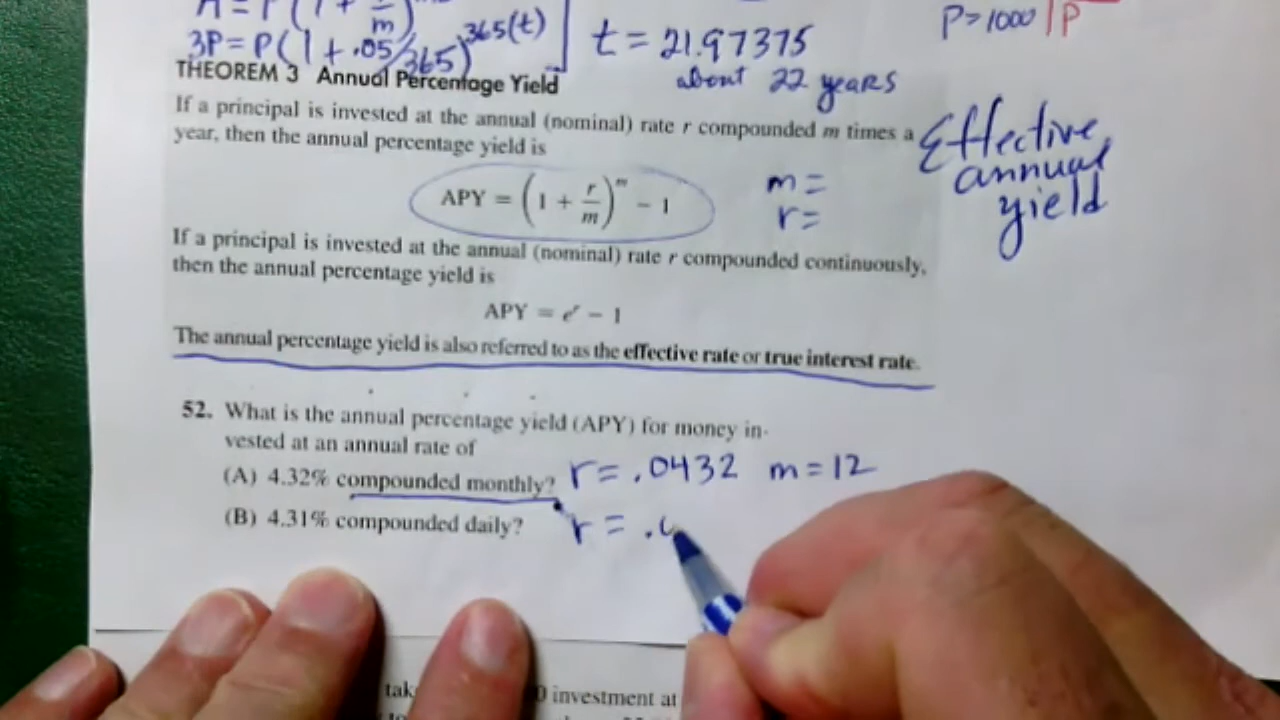 A = P(1 + /m)
3P = P(1 + .05/365)^365(t)
t = 21.97375
about 22 years
P = 1000 P
THEOREM 3 Annual Percentage Yield
If a principal is invested at the annual (nominal) rate r compounded m times a
year, then the annual percentage yield is
APY = (1 + r/m)^m − 1
m =
r =
Effective
annual
yield
If a principal is invested at the annual (nominal) rate r compounded continuously,
then the annual percentage yield is
APY = e^r − 1
The annual percentage yield is also referred to as the effective rate or true interest rate.
52. What is the annual percentage yield (APY) for money in-
vested at an annual rate of
(A) 4.32% compounded monthly? r = .0432 m = 12
(B) 4.31% compounded daily? r = .0
investment at